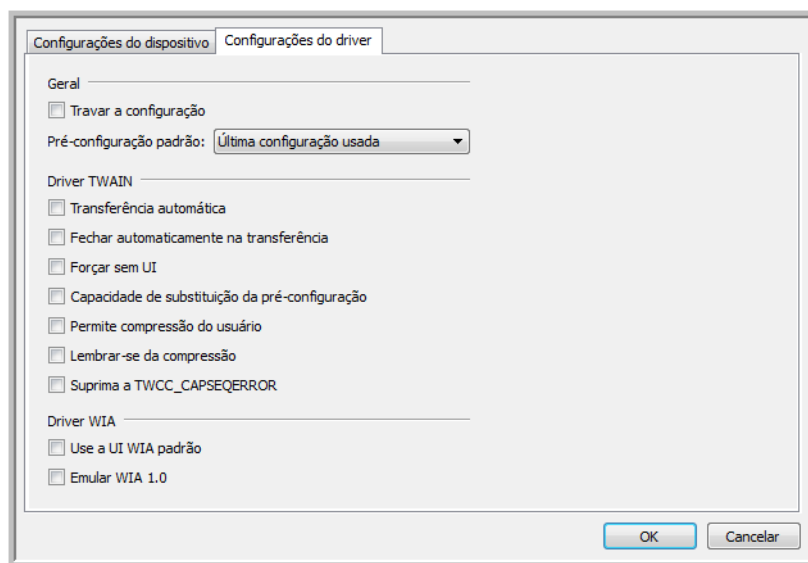 Configurações do dispositivo
Configurações do driver
Geral
Travar a configuração
Pré-configuração padrão: Última configuração usada
Driver TWAIN
Transferência automática
Fechar automaticamente na transferência
Forçar sem UI
Capacidade de substituição da pré-configuração
Permite compressão do usuário
Lembrar-se da compressão
Suprima a TWCC_CAPSEQERROR
Driver WIA
Use a UI WIA padrão
Emular WIA 1.0
OK
Cancelar